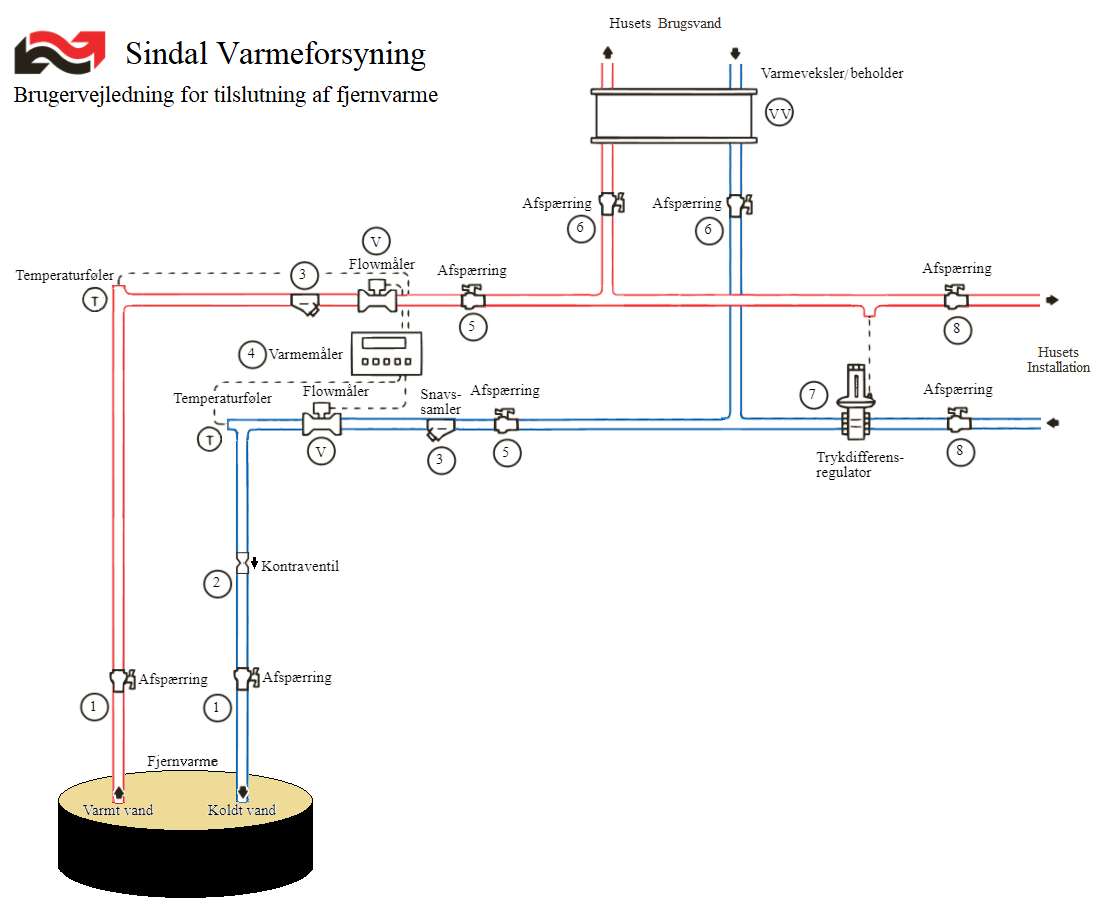 Husets Brugsvand
Sindal Varmeforsyning
Brugervejledning for tilslutning af fjernvarme
Varmeveksler/beholder
VV
Afspærring
6
Afspærring
6
V
Flowmåler
Temperaturføler
T
3
Afspærring
5
Afspærring
8
4
Varmemåler
Husets
Installation
Temperaturføler
T
Flowmåler
V
Snavs-
samler
3
Afspærring
5
7
Trykdifferens-
regulator
Afspærring
8
Kontraventil
2
Afspærring
1
Afspærring
1
Fjernvarme
Varmt vand
Koldt vand